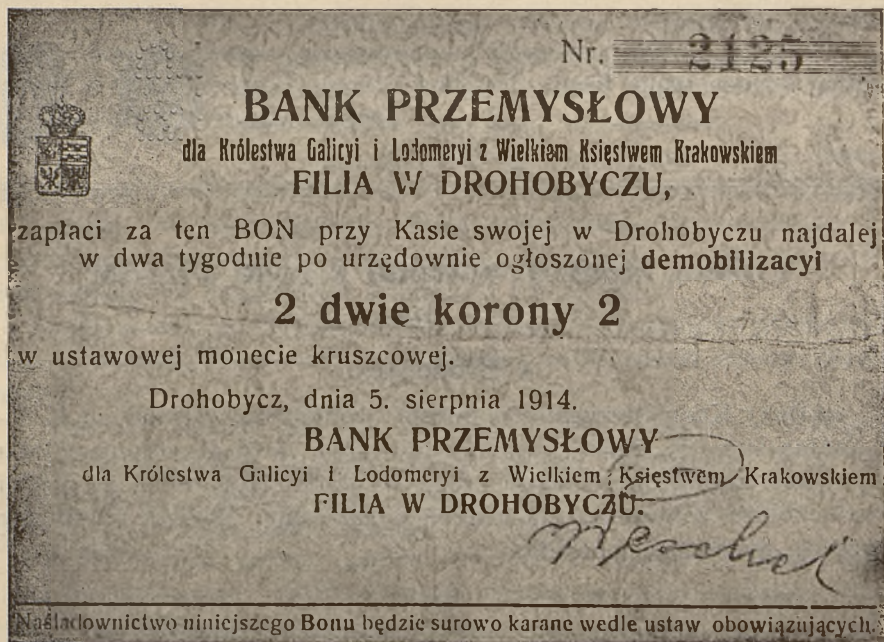 Nr. 2125
BANK PRZEMYSŁOWY
dla Królestwa Galicyi i Lodomeryi z Wielkiem Księstwem Krakowskiem
FILIA W DROHOBYCZU,
zapłaci za ten BON przy Kasie swojej w Drohobyczu najdalej
w dwa tygodnie po urzędownie ogłoszonej demobilizacyi
2 dwie korony 2
w ustawowej monecie kruszcowej.
Drohobycz, dnia 5. sierpnia 1914.
BANK PRZEMYSŁOWY
dla Królestwa Galicyi i Lodomeryi z Wielkiem Księstwem Krakowskiem
FILIA W DROHOBYCZU.
Naśladownictwo niniejszego Bonu będzie surowo karane wedle ustaw obowiązujących.